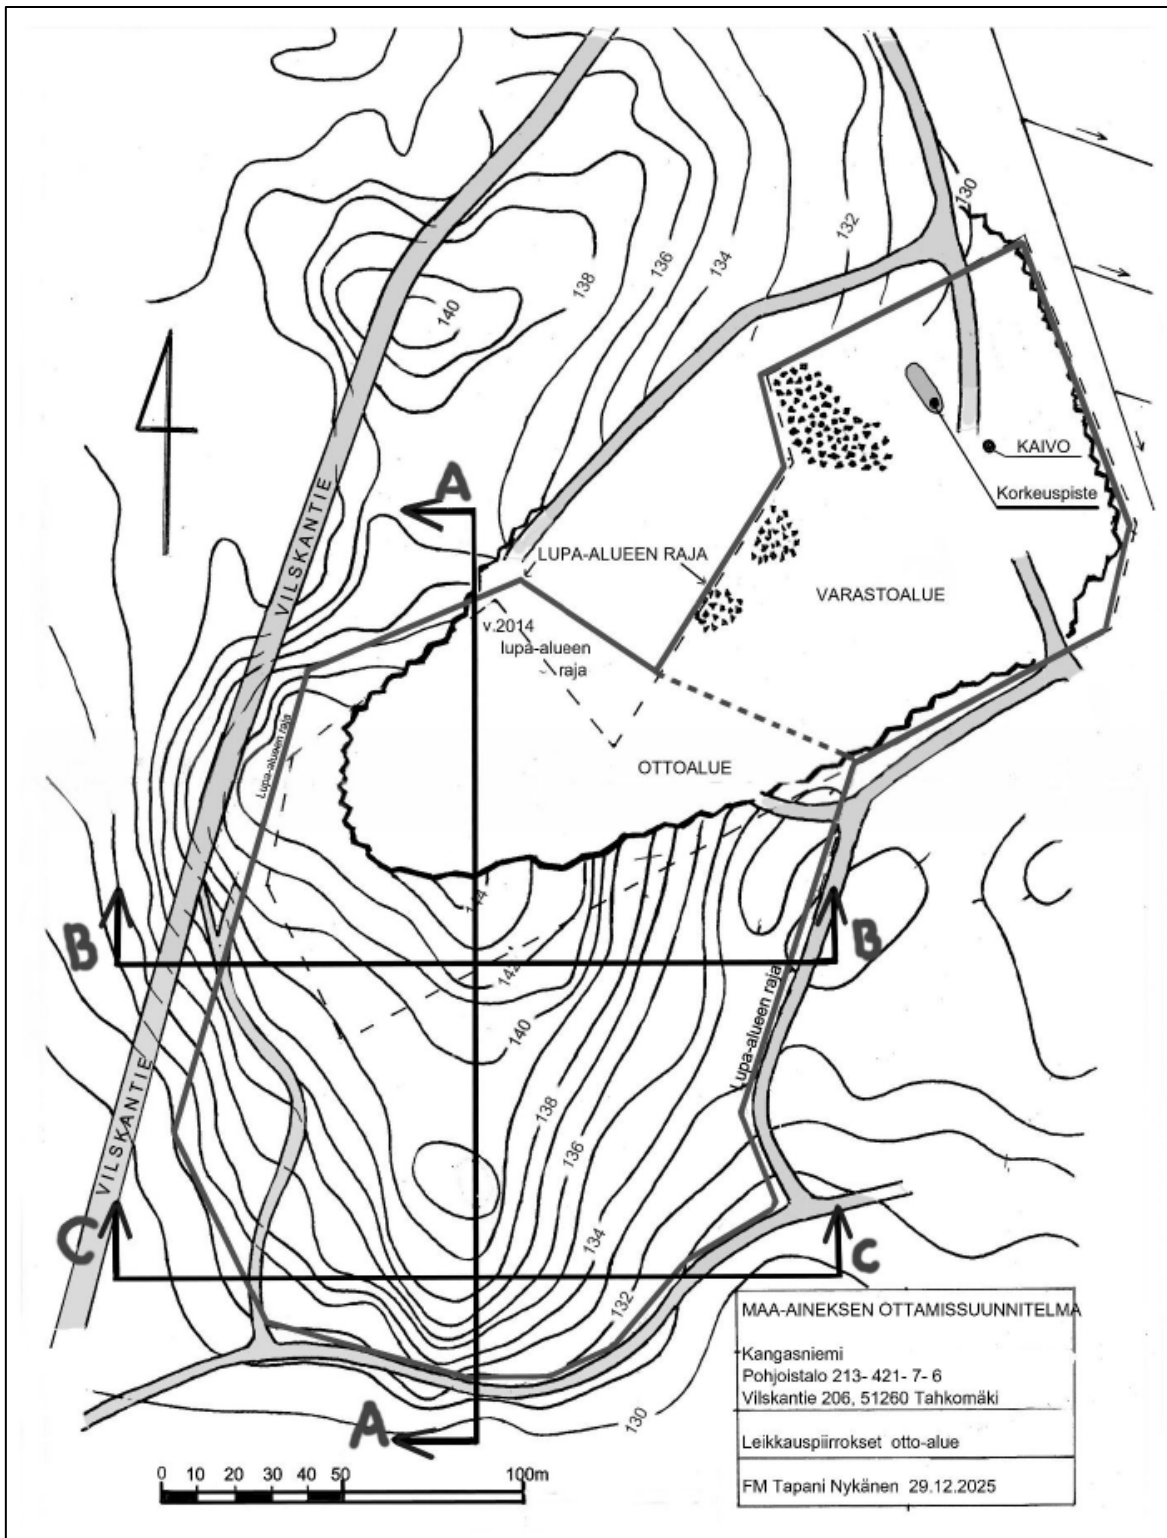 130
132
136
134
138
140
KAIVO
Korkeuspiste
A
VILSKANTIE
LUPA-ALUEEN RAJA
VARASTOALUE
v.2014
lupa-alueen
raja
Lupa-alueen raja
OTTOALUE
144
B
B
142
Lupa-alueen raja
140
138
VILSKANTIE
136
C
134
C
132
MAA-AINEKSEN OTTAMISSUUNNITELMA
Kangasniemi
Pohjoistalo 213- 421- 7- 6
Vilskantie 206, 51260 Tahkomäki
Leikkauspiirrokset otto-alue
FM Tapani Nykänen 29.12.2025
130
A
0 10 20 30 40 50 100m